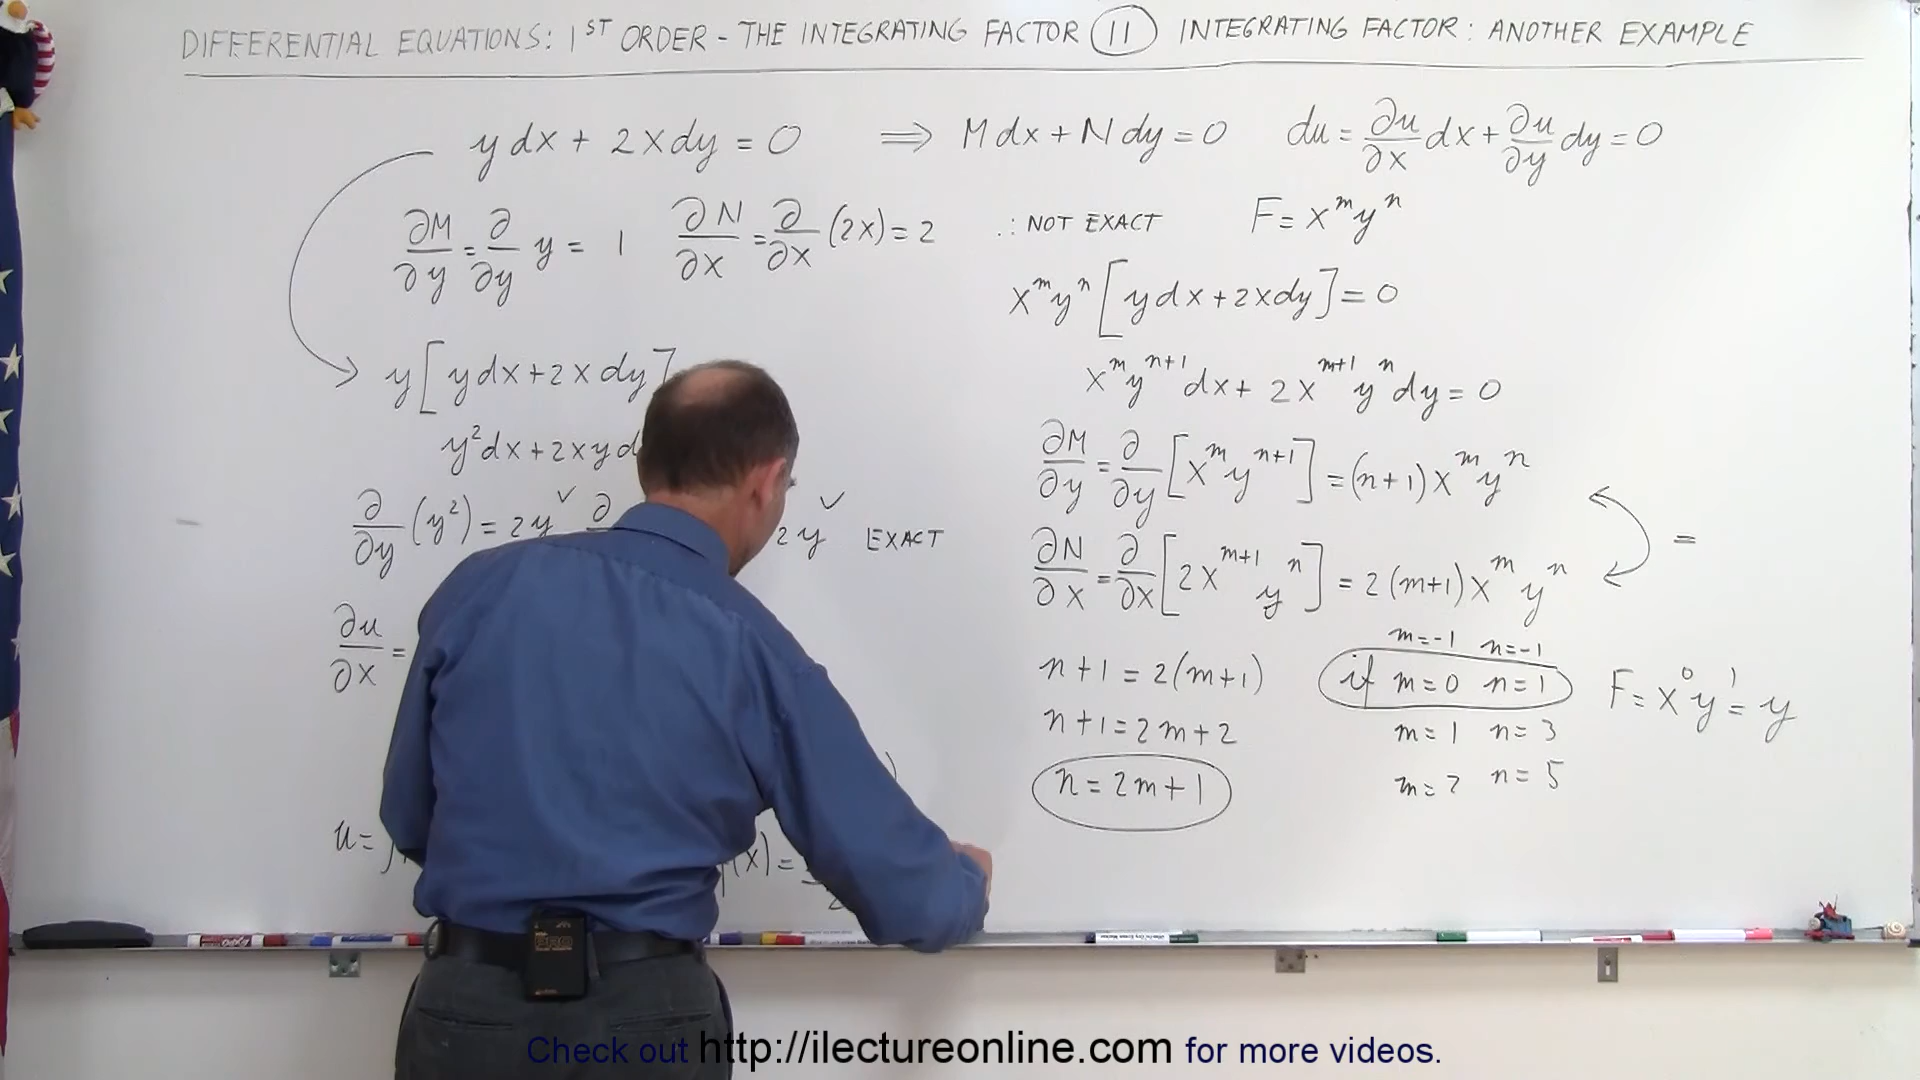 DIFFERENTIAL EQUATIONS: 1ST ORDER - THE INTEGRATING FACTOR 11 INTEGRATING FACTOR: ANOTHER EXAMPLE
y dx + 2x dy = 0 ⟹ M dx + N dy = 0 du = ∂u/∂x dx + ∂u/∂y dy = 0
∂M/∂y = ∂/∂y y = 1 ∂N/∂x = ∂/∂x (2x) = 2 ∴ NOT EXACT F = x^m y^n
x^m y^n [y dx + 2x dy] = 0
y [y dx + 2x dy]
x^m y^(n+1) dx + 2x^(m+1) y^n dy = 0
y² dx + 2xy d
∂M/∂y = ∂/∂y [x^m y^(n+1)] = (n+1) x^m y^n
∂/∂y (y²) = 2y ✓ ∂ 2y ✓ EXACT
=
∂N/∂x = ∂/∂x [2x^(m+1) y^n] = 2(m+1) x^m y^n
∂u/∂x =
m = -1 n = -1
n + 1 = 2(m+1) if m = 0 n = 1 F = x^0 y^1 = y
n + 1 = 2m + 2 m = 1 n = 3
n = 2m + 1 m = 2 n = 5
u = ∫ (x) =
Check out http://ilectureonline.com for more videos.